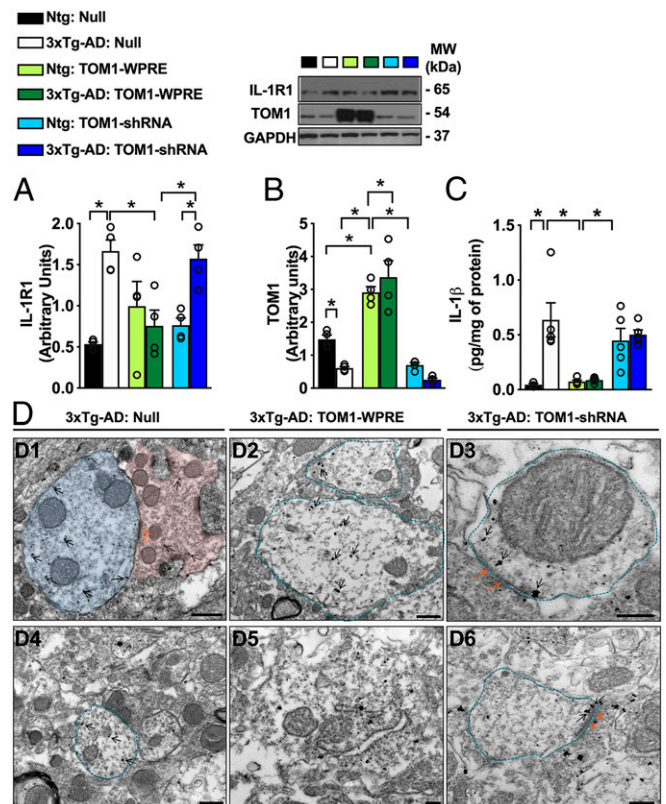 Ntg: Null
3xTg-AD: Null
Ntg: TOM1-WPRE
3xTg-AD: TOM1-WPRE
Ntg: TOM1-shRNA
3xTg-AD: TOM1-shRNA
MW
(kDa)
IL-1R1
- 65
TOM1
- 54
GAPDH
- 37
A
IL-1R1
(Arbitrary Units)
2.0
1.5
1.0
0.5
0.0
*
*
*
*
B
TOM1
(Arbitrary units)
5
4
3
2
1
0
*
*
*
*
*
C
IL-1β
(pg/mg of protein)
1.5
1.0
0.5
0.0
*
*
*
D
3xTg-AD: Null
3xTg-AD: TOM1-WPRE
3xTg-AD: TOM1-shRNA
D1
D2
D3
D4
D5
D6